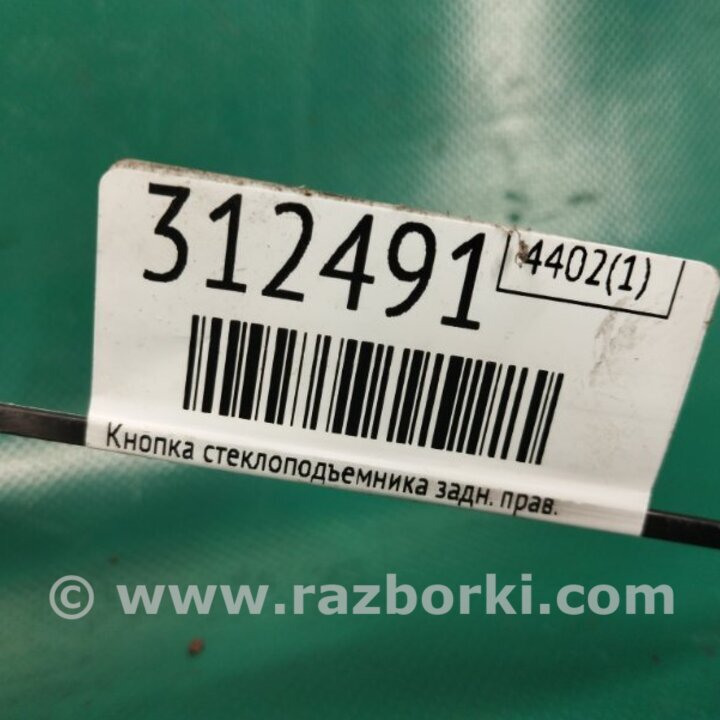 312491
4402(1)
Кнопка стеклоподъемника задн. прав.
© www.razborki.com